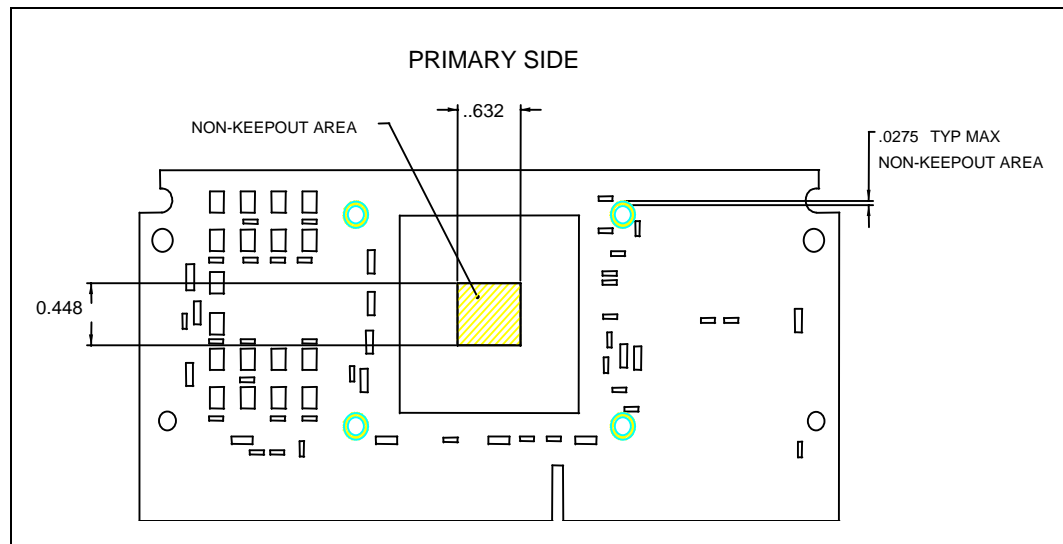 PRIMARY SIDE
..632
NON-KEEPOUT AREA
.0275 TYP MAX
NON-KEEPOUT AREA
0.448